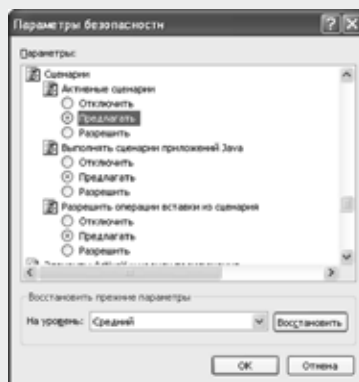 Параметры безопасности
Параметры:
Сценарии
Активные сценарии
Отключить
Предлагать
Разрешить
Выполнять сценарии приложений Java
Отключить
Предлагать
Разрешить
Разрешить операции вставки из сценария
Отключить
Предлагать
Разрешить
Восстановить прежние параметры
На уровень: Средний Восстановить
OK Отмена